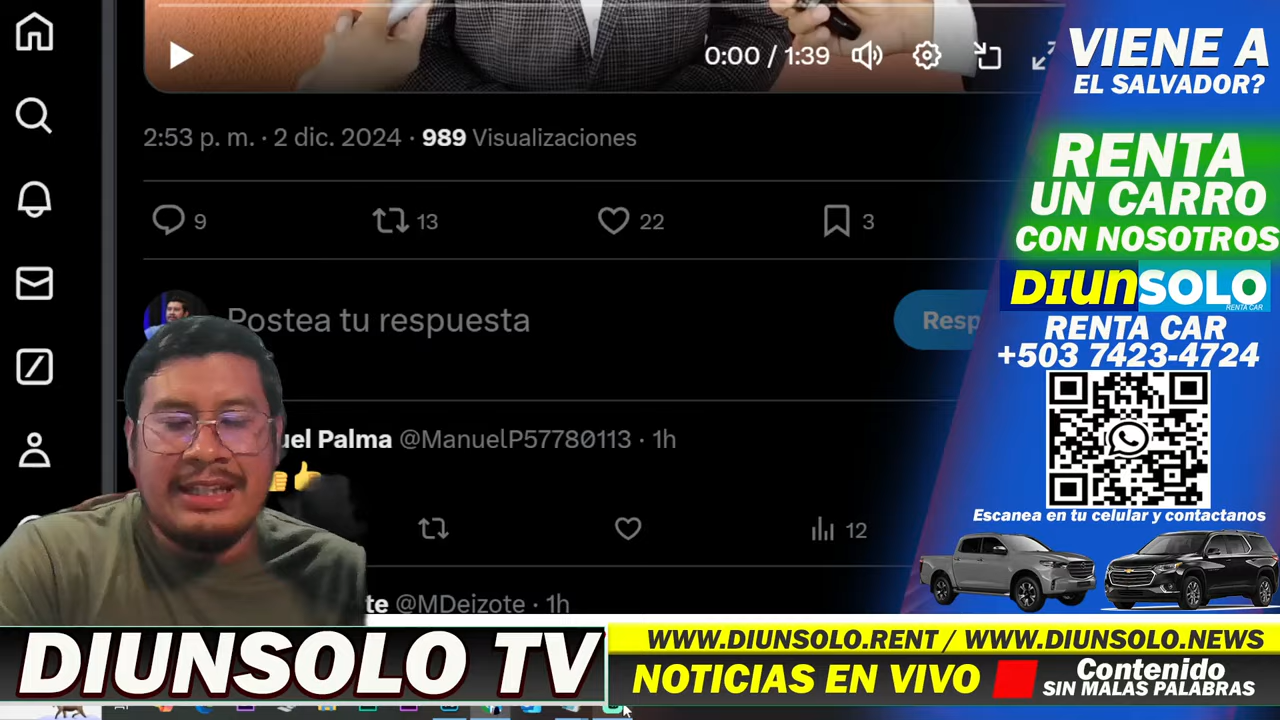 0:00 / 1:39
2:53 p. m. · 2 dic. 2024 · 989 Visualizaciones
9 13 22 3
Postea tu respuesta
Resp
uel Palma @ManuelP57780113 · 1h
👍
12
te @MDeizote · 1h
VIENE A
EL SALVADOR?
RENTA
UN CARRO
CON NOSOTROS
DIUNSOLO
RENTA CAR
RENTA CAR
+503 7423-4724
Escanea en tu celular y contactanos
DIUNSOLO TV
WWW.DIUNSOLO.RENT / WWW.DIUNSOLO.NEWS
NOTICIAS EN VIVO
Contenido
SIN MALAS PALABRAS